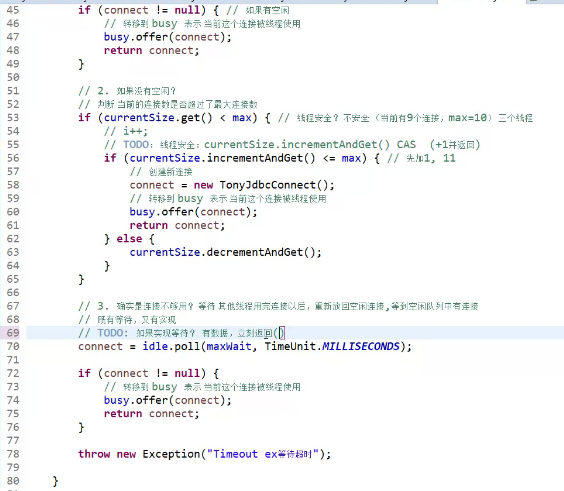 45 if (connect != null) { // 如果有空闲
46 // 转移到 busy 表示 当前这个连接被线程使用
47 busy.offer(connect);
48 return connect;
49 }
50
51 // 2. 如果没有空闲?
52 // 判断 当前的连接数是否超过了最大连接数
53 if (currentSize.get() < max) { // 线程安全? 不安全 (当前有9个连接, max=10) 三个线程
54 // i++;
55 // TODO: 线程安全: currentSize.incrementAndGet() CAS (+1并返回)
56 if (currentSize.incrementAndGet() <= max) { // 先加1, 11
57 // 创建新连接
58 connect = new TonyJdbcConnect();
59 // 转移到 busy 表示 当前这个连接被线程使用
60 busy.offer(connect);
61 return connect;
62 } else {
63 currentSize.decrementAndGet();
64 }
65 }
66
67 // 3. 确实是连接不够用? 等待 其他线程用完连接以后, 重新放回空闲连接,等到空闲队列中有连接
68 // 既有等待, 又有实现
69 // TODO: 如果实现等待? 有数据, 立刻返回()
70 connect = idle.poll(maxWait, TimeUnit.MILLISECONDS);
71
72 if (connect != null) {
73 // 转移到 busy 表示 当前这个连接被线程使用
74 busy.offer(connect);
75 return connect;
76 }
77
78 throw new Exception("Timeout ex等待超时");
79
80 }